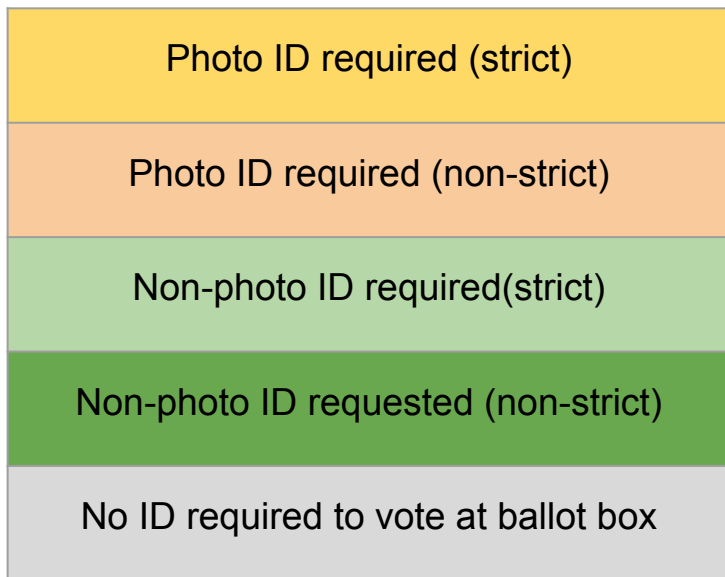 Photo ID required (strict)
Photo ID required (non-strict)
Non-photo ID required(strict)
Non-photo ID requested (non-strict)
No ID required to vote at ballot box